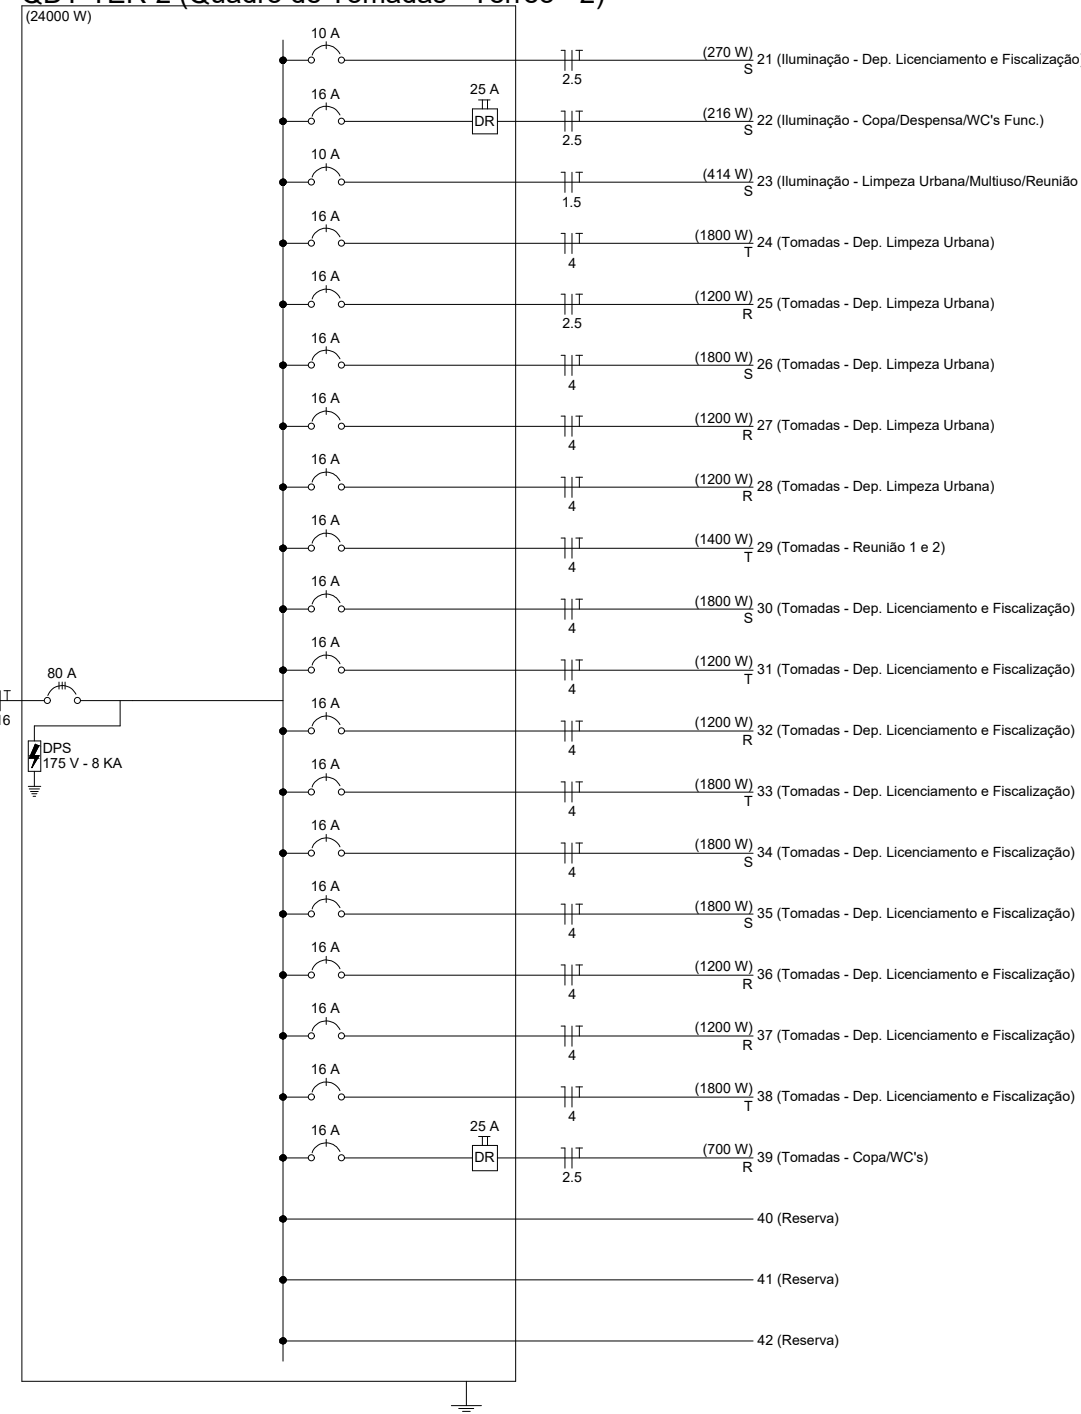 (24000 W)
10 A
(270 W) 21 (Iluminação - Dep. Licenciamento e Fiscalização)
S
2.5
16 A
25 A
DR
(216 W) 22 (Iluminação - Copa/Despensa/WC's Func.)
S
2.5
10 A
(414 W) 23 (Iluminação - Limpeza Urbana/Multiuso/Reunião
S
1.5
16 A
(1800 W) 24 (Tomadas - Dep. Limpeza Urbana)
T
4
16 A
(1200 W) 25 (Tomadas - Dep. Limpeza Urbana)
R
2.5
16 A
(1800 W) 26 (Tomadas - Dep. Limpeza Urbana)
S
4
16 A
(1200 W) 27 (Tomadas - Dep. Limpeza Urbana)
R
4
16 A
(1200 W) 28 (Tomadas - Dep. Limpeza Urbana)
R
4
16 A
(1400 W) 29 (Tomadas - Reunião 1 e 2)
T
4
16 A
(1800 W) 30 (Tomadas - Dep. Licenciamento e Fiscalização)
S
4
16 A
(1200 W) 31 (Tomadas - Dep. Licenciamento e Fiscalização)
T
4
80 A
16
DPS
175 V - 8 KA
16 A
(1200 W) 32 (Tomadas - Dep. Licenciamento e Fiscalização)
R
4
16 A
(1800 W) 33 (Tomadas - Dep. Licenciamento e Fiscalização)
T
4
16 A
(1800 W) 34 (Tomadas - Dep. Licenciamento e Fiscalização)
S
4
16 A
(1800 W) 35 (Tomadas - Dep. Licenciamento e Fiscalização)
S
4
16 A
(1200 W) 36 (Tomadas - Dep. Licenciamento e Fiscalização)
R
4
16 A
(1200 W) 37 (Tomadas - Dep. Licenciamento e Fiscalização)
R
4
16 A
(1800 W) 38 (Tomadas - Dep. Licenciamento e Fiscalização)
T
4
16 A
25 A
DR
(700 W) 39 (Tomadas - Copa/WC's)
R
2.5
40 (Reserva)
41 (Reserva)
42 (Reserva)